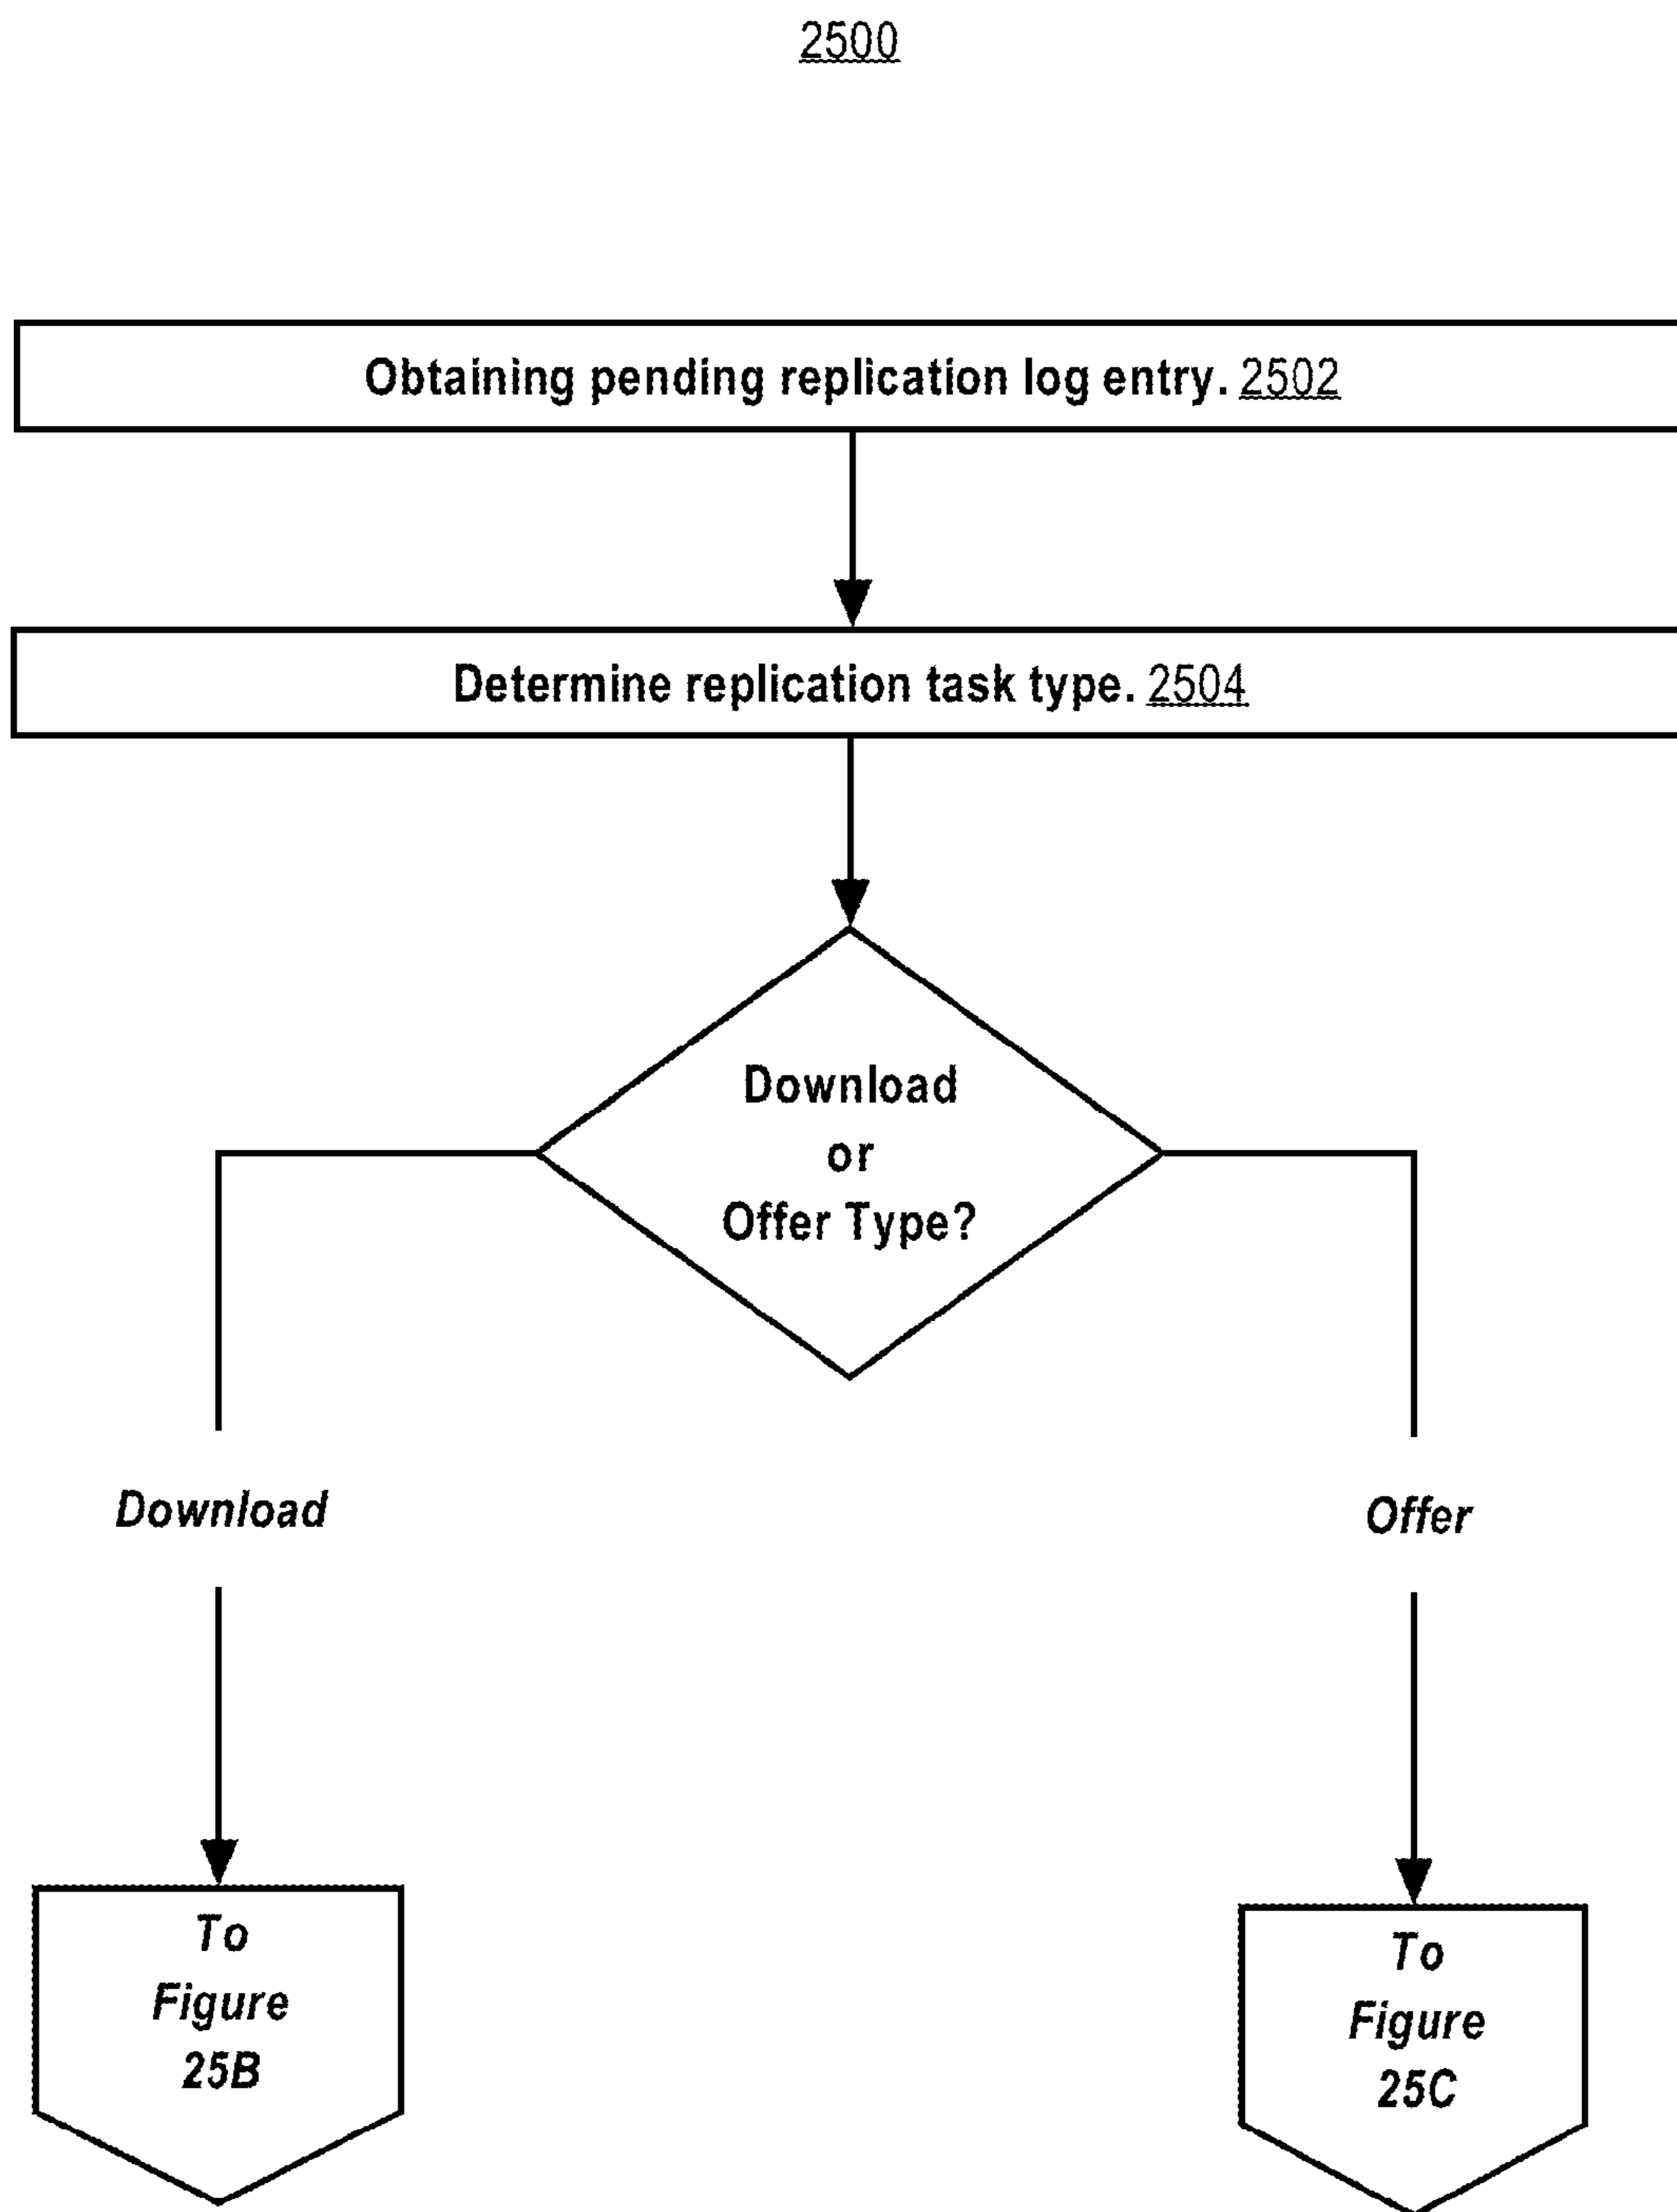 2500
Obtaining pending replication log entry. 2502
Determine replication task type. 2504
Download
or
Offer Type?
Download
Offer
To
Figure
25B
To
Figure
25C